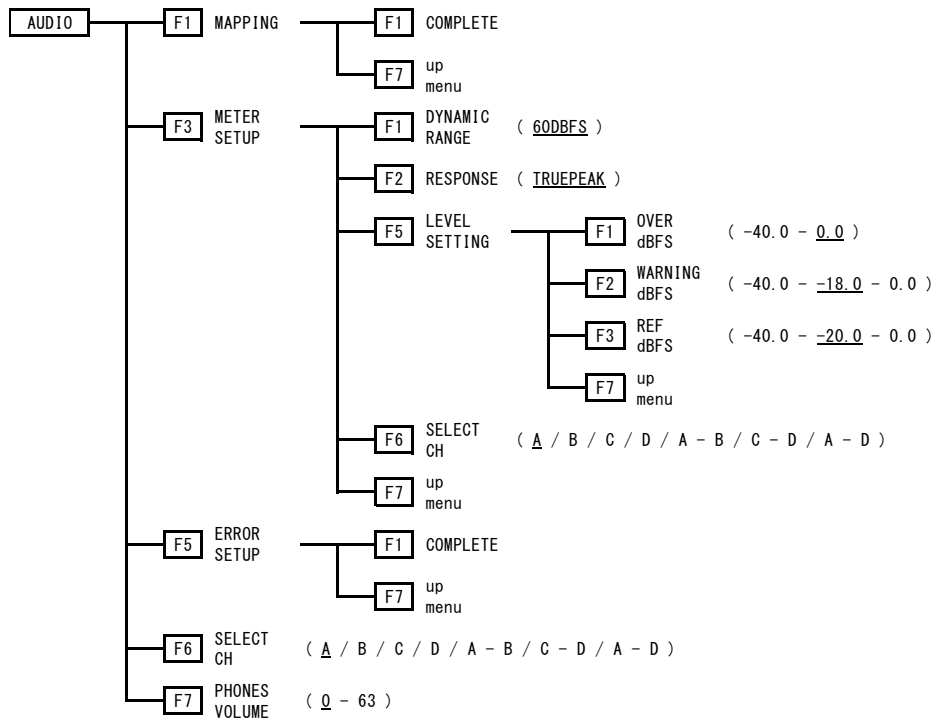 AUDIO
F1 MAPPING
F1 COMPLETE
F7 up
menu
F3 METER
SETUP
F1 DYNAMIC
RANGE ( 60DBFS )
F2 RESPONSE ( TRUEPEAK )
F5 LEVEL
SETTING
F1 OVER
dBFS ( -40.0 - 0.0 )
F2 WARNING
dBFS ( -40.0 - -18.0 - 0.0 )
F3 REF
dBFS ( -40.0 - -20.0 - 0.0 )
F7 up
menu
F6 SELECT
CH ( A / B / C / D / A - B / C - D / A - D )
F7 up
menu
F5 ERROR
SETUP
F1 COMPLETE
F7 up
menu
F6 SELECT
CH ( A / B / C / D / A - B / C - D / A - D )
F7 PHONES
VOLUME ( 0 - 63 )